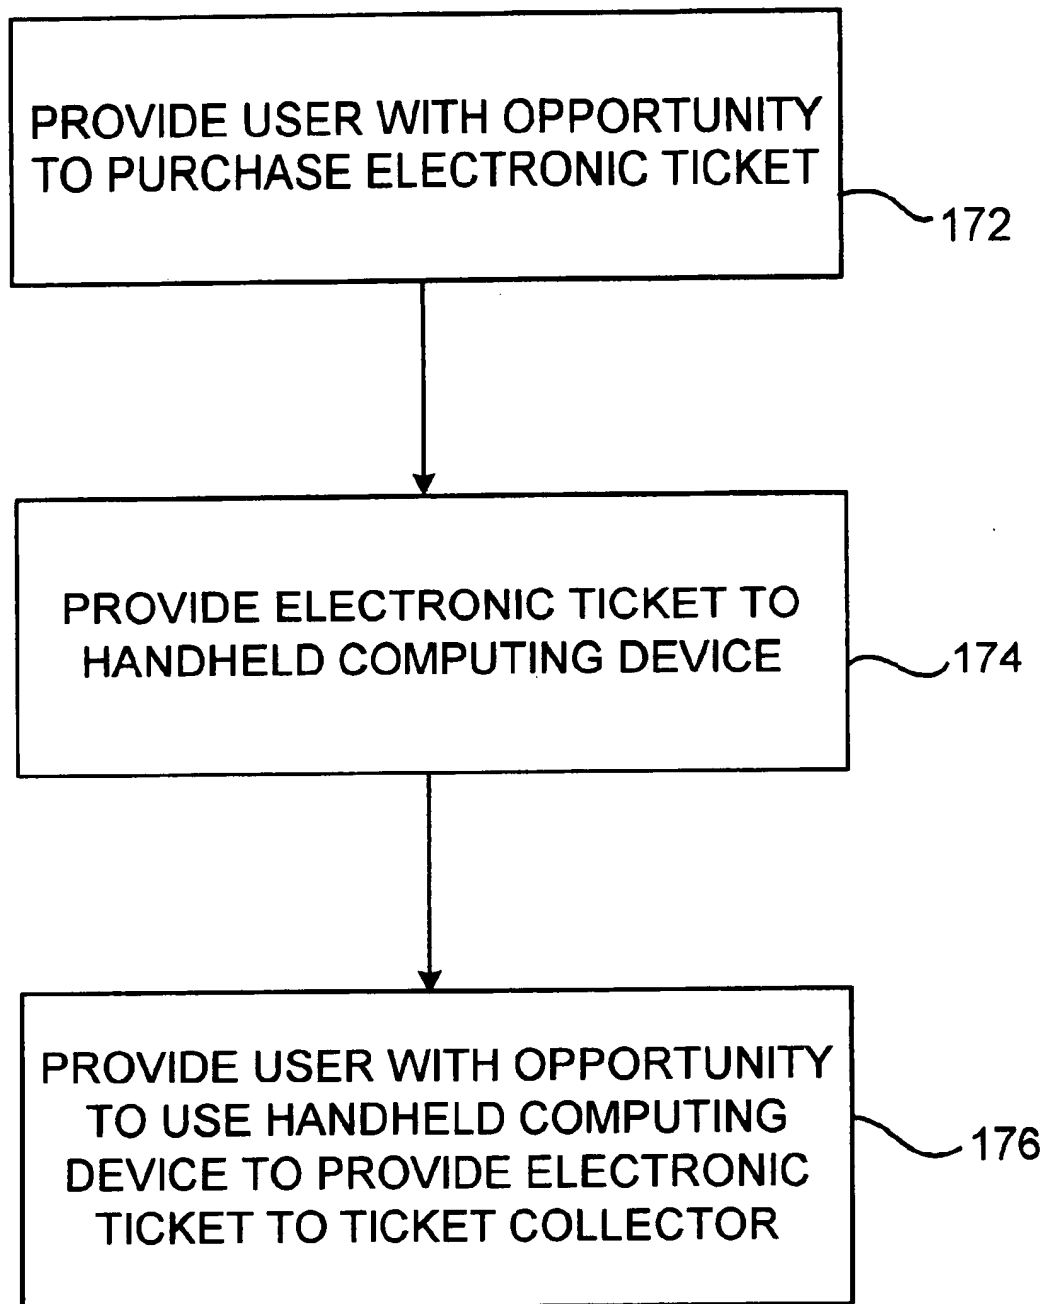 PROVIDE USER WITH OPPORTUNITY
TO PURCHASE ELECTRONIC TICKET
172
PROVIDE ELECTRONIC TICKET TO
HANDHELD COMPUTING DEVICE
174
PROVIDE USER WITH OPPORTUNITY
TO USE HANDHELD COMPUTING
DEVICE TO PROVIDE ELECTRONIC
TICKET TO TICKET COLLECTOR
176